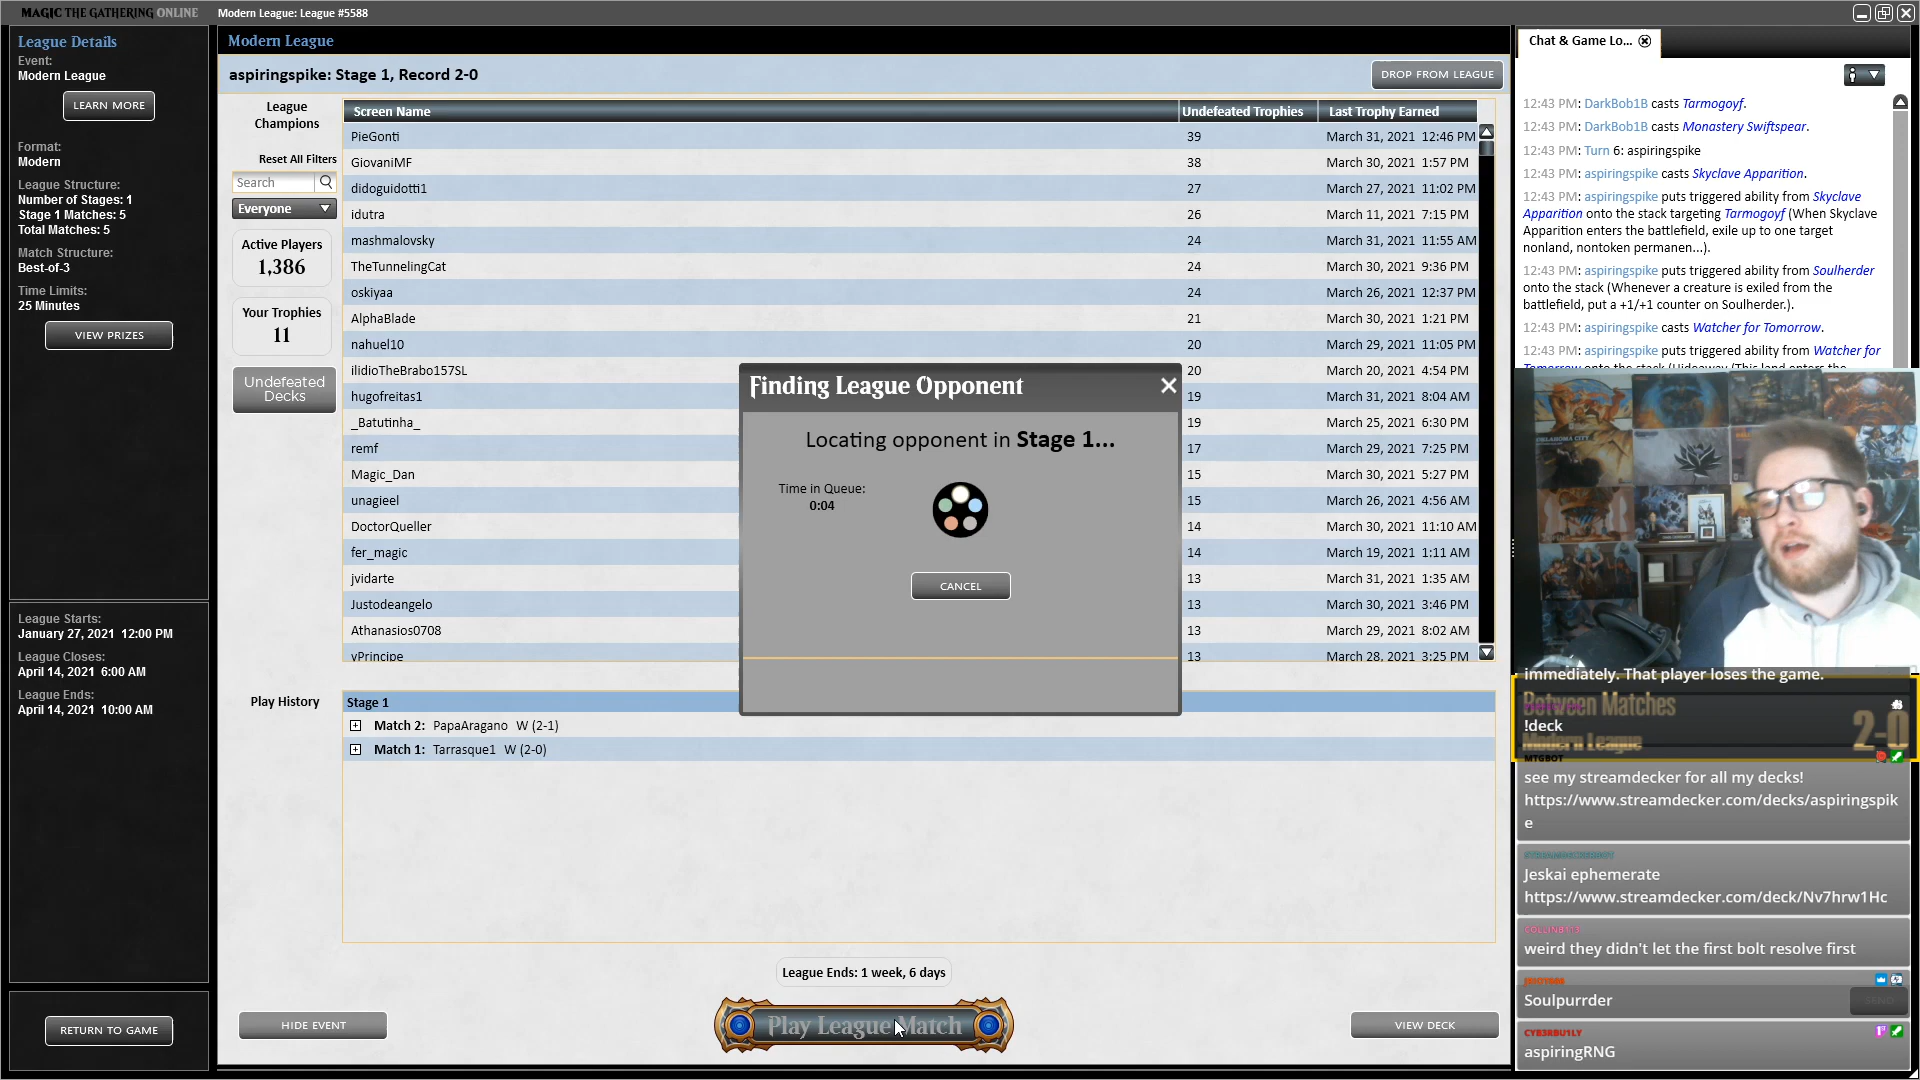 MAGIC THE GATHERING ONLINE
Modern League: League #5588
League Details
Event:
Modern League
LEARN MORE
Format:
Modern
League Structure:
Number of Stages: 1
Stage 1 Matches: 5
Total Matches: 5
Match Structure:
Best-of-3
Time Limits:
25 Minutes
VIEW PRIZES
League Starts:
January 27, 2021 12:00 PM
League Closes:
April 14, 2021 6:00 AM
League Ends:
April 14, 2021 10:00 AM
RETURN TO GAME
Modern League
aspiringspike: Stage 1, Record 2-0
DROP FROM LEAGUE
League
Champions
Reset All Filters
Search
Everyone
Active Players
1,386
Your Trophies
11
Undefeated
Decks
Screen Name Undefeated Trophies Last Trophy Earned
PieGonti 39 March 31, 2021 12:46 PM
GiovaniMF 38 March 30, 2021 1:57 PM
didoguidotti1 27 March 27, 2021 11:02 PM
idutra 26 March 11, 2021 7:15 PM
mashmalovsky 24 March 31, 2021 11:55 AM
TheTunnelingCat 24 March 30, 2021 9:36 PM
oskiyaa 24 March 26, 2021 12:37 PM
AlphaBlade 21 March 30, 2021 1:21 PM
nahuel10 20 March 29, 2021 11:05 PM
ilidioTheBrabo157SL 20 March 20, 2021 4:54 PM
hugofreitas1 19 March 31, 2021 8:04 AM
_Batutinha_ 19 March 25, 2021 6:30 PM
remf 17 March 29, 2021 7:25 PM
Magic_Dan 15 March 30, 2021 5:27 PM
unagieel 15 March 26, 2021 4:56 AM
DoctorQueller 14 March 30, 2021 11:10 AM
fer_magic 14 March 19, 2021 1:11 AM
jvidarte 13 March 31, 2021 1:35 AM
Justodeangelo 13 March 30, 2021 3:46 PM
Athanasios0708 13 March 29, 2021 8:02 AM
yPrincipe 13 March 28, 2021 3:25 PM
Finding League Opponent
Locating opponent in Stage 1...
Time in Queue:
0:04
CANCEL
Play History
Stage 1
Match 2: PapaAragano W (2-1)
Match 1: Tarrasque1 W (2-0)
League Ends: 1 week, 6 days
HIDE EVENT
Play League Match
VIEW DECK
Chat & Game Lo...
12:43 PM: DarkBob1B casts Tarmogoyf.
12:43 PM: DarkBob1B casts Monastery Swiftspear.
12:43 PM: Turn 6: aspiringspike
12:43 PM: aspiringspike casts Skyclave Apparition.
12:43 PM: aspiringspike puts triggered ability from Skyclave
Apparition onto the stack targeting Tarmogoyf (When Skyclave
Apparition enters the battlefield, exile up to one target
nonland, nontoken permanen...).
12:43 PM: aspiringspike puts triggered ability from Soulherder
onto the stack (Whenever a creature is exiled from the
battlefield, put a +1/+1 counter on Soulherder.).
12:43 PM: aspiringspike casts Watcher for Tomorrow.
12:43 PM: aspiringspike puts triggered ability from Watcher for
Tomorrow onto the stack (Hideaway (This land enters the
OKLAHOMA CITY
immediately. That player loses the game.
Between Matches
!deck
Modern League
2-0
MTGBOT
see my streamdecker for all my decks!
https://www.streamdecker.com/decks/aspiringspik
e
STREAMDECKERBOT
Jeskai ephemerate
https://www.streamdecker.com/deck/Nv7hrw1Hc
COLLINB113
weird they didn't let the first bolt resolve first
Soulpurrder
SEND
CYB3RBU1LY
aspiringRNG